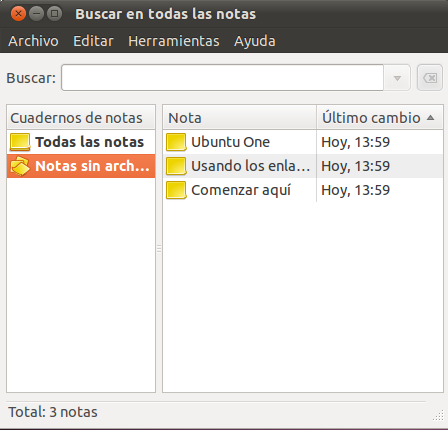 Buscar en todas las notas
Archivo Editar Herramientas Ayuda
Buscar:
Cuadernos de notas Nota Último cambio
Todas las notas Ubuntu One Hoy, 13:59
Notas sin arch... Usando los enla... Hoy, 13:59
Comenzar aquí Hoy, 13:59
Total: 3 notas